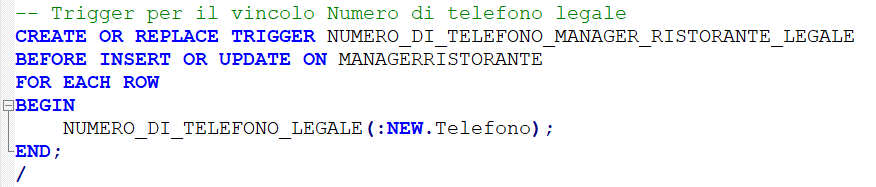 -- Trigger per il vincolo Numero di telefono legale
CREATE OR REPLACE TRIGGER NUMERO_DI_TELEFONO_MANAGER_RISTORANTE_LEGALE
BEFORE INSERT OR UPDATE ON MANAGERRISTORANTE
FOR EACH ROW
BEGIN
    NUMERO_DI_TELEFONO_LEGALE(:NEW.Telefono);
END;
/